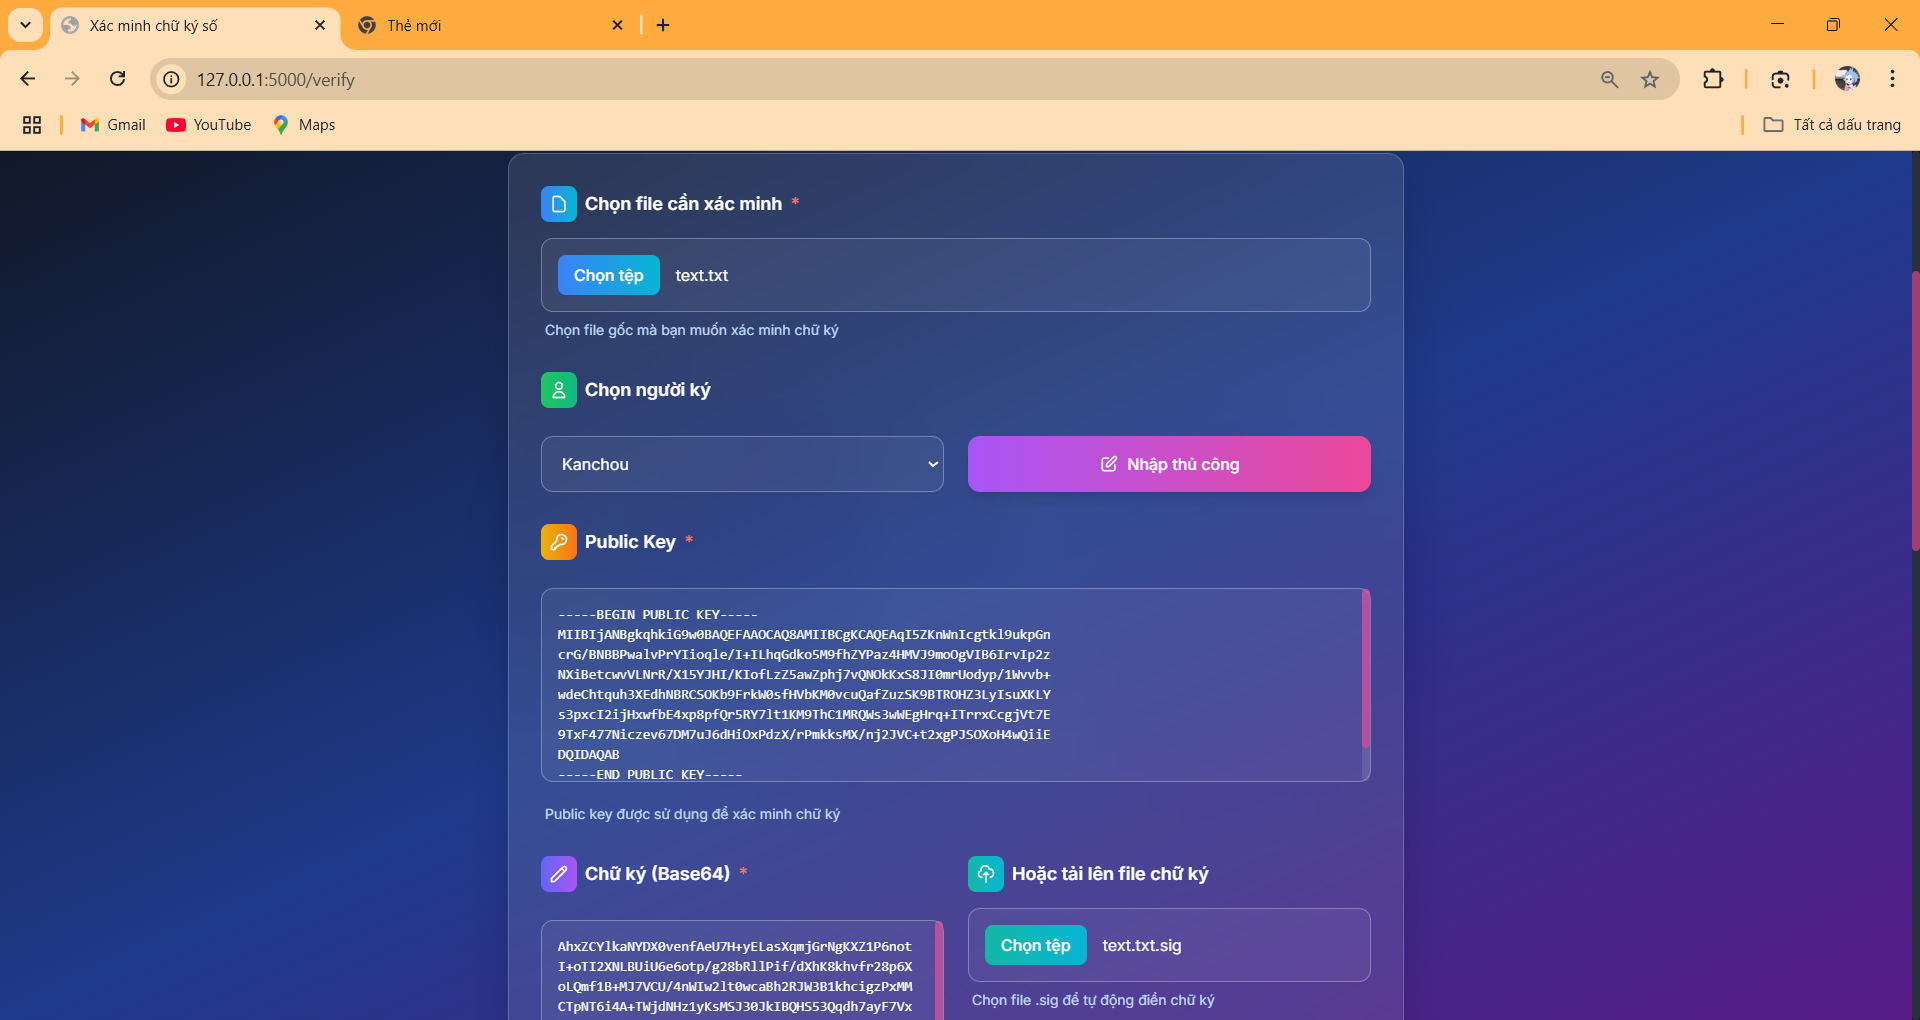 Xác minh chữ ký số
Thẻ mới
127.0.0.1:5000/verify
Gmail
YouTube
Maps
Tất cả dấu trang
Chọn file cần xác minh *
Chọn tệp
text.txt
Chọn file gốc mà bạn muốn xác minh chữ ký
Chọn người ký
Kanchou
Nhập thủ công
Public Key *
-----BEGIN PUBLIC KEY-----
MIIBIjANBgkqhkiG9w0BAQEFAAOCAQ8AMIIBCgKCAQEAqI5ZKnWnIcgtkl9ukpGn
crG/BNBBPwalvPrYIioqle/I+ILhqGdko5M9fhZYPaz4HMVJ9moOgVIB6IrvIp2z
NXiBetcwvVLNrR/X15YJHI/KIofLzZ5awZphj7vQNOkKxS8JI0mrUodyp/1Wvvb+
wdeChtquh3XEdhNBRCSOKb9FrkW0sfHVbKM0vcuQafZuzSK9BTROHZ3LyIsuXKLY
s3pxcI2ijHxwfbE4xp8pfQr5RY7lt1KM9ThC1MRQWs3wWEgHrq+ITrrxCcgjVt7E
9TxF477Niczev67DM7uJ6dHiOxPdzX/rPmkksMX/nj2JVC+t2xgPJSOXoH4wQiiE
DQIDAQAB
-----END PUBLIC KEY-----
Public key được sử dụng để xác minh chữ ký
Chữ ký (Base64) *
Hoặc tải lên file chữ ký
AhxZCYlkaNYDX0venfAeU7H+yELasXqmjGrNgKXZ1P6not
I+oTI2XNLBUiU6e6otp/g28bRllPif/dXhK8khvfr28p6X
oLQmf1B+MJ7VCU/4nWIw2lt0wcaBh2RJW3B1khcigzPxMM
CTpNT6i4A+TWjdNHz1yKsMSJ30JkIBQHS53Qqdh7ayF7Vx
Chọn tệp
text.txt.sig
Chọn file .sig để tự động điền chữ ký